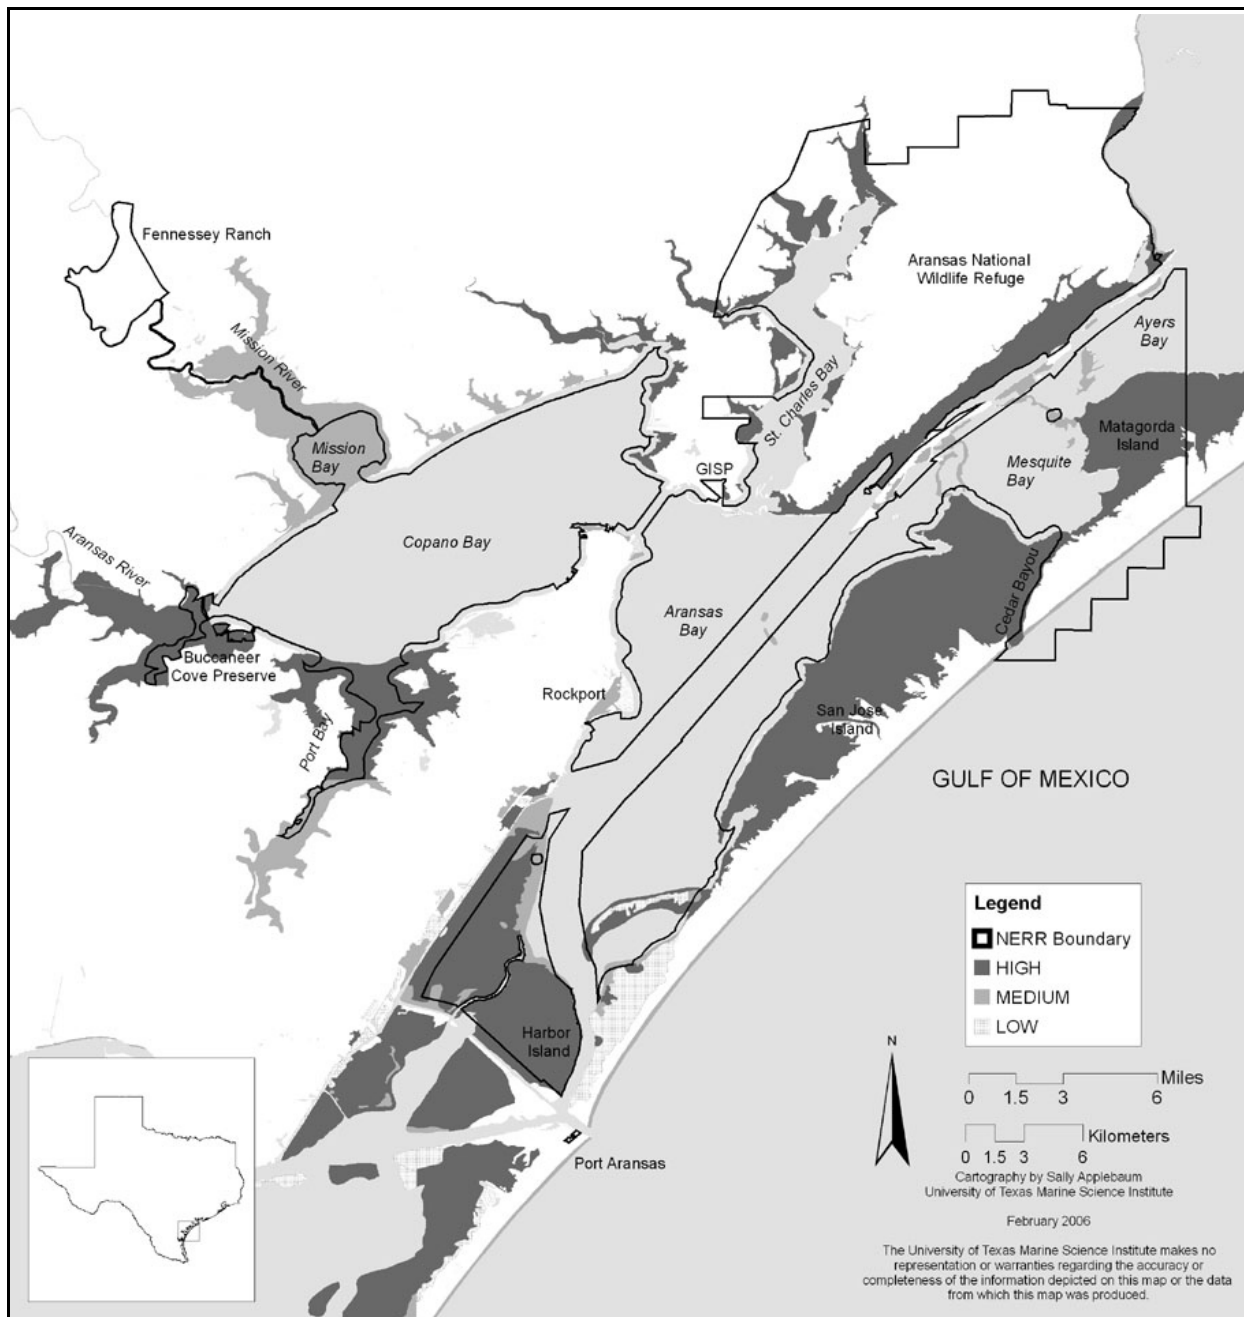 Fennessey Ranch
Mission River
Mission
Bay
Aransas River
Buccaneer
Cove Preserve
Port Bay
Copano Bay
Rockport
GISP
St. Charles Bay
Aransas National
Wildlife Refuge
Ayers
Bay
Matagorda
Island
Mesquite
Bay
Cedar Bayou
Aransas
Bay
San Jose
Island
GULF OF MEXICO
Harbor
Island
Port Aransas
Legend
NERR Boundary
HIGH
MEDIUM
LOW
N
Miles
0 1.5 3 6
Kilometers
0 1.5 3 6
Cartography by Sally Applebaum
University of Texas Marine Science Institute
February 2006
The University of Texas Marine Science Institute makes no
representation or warranties regarding the accuracy or
completeness of the information depicted on this map or the data
from which this map was produced.